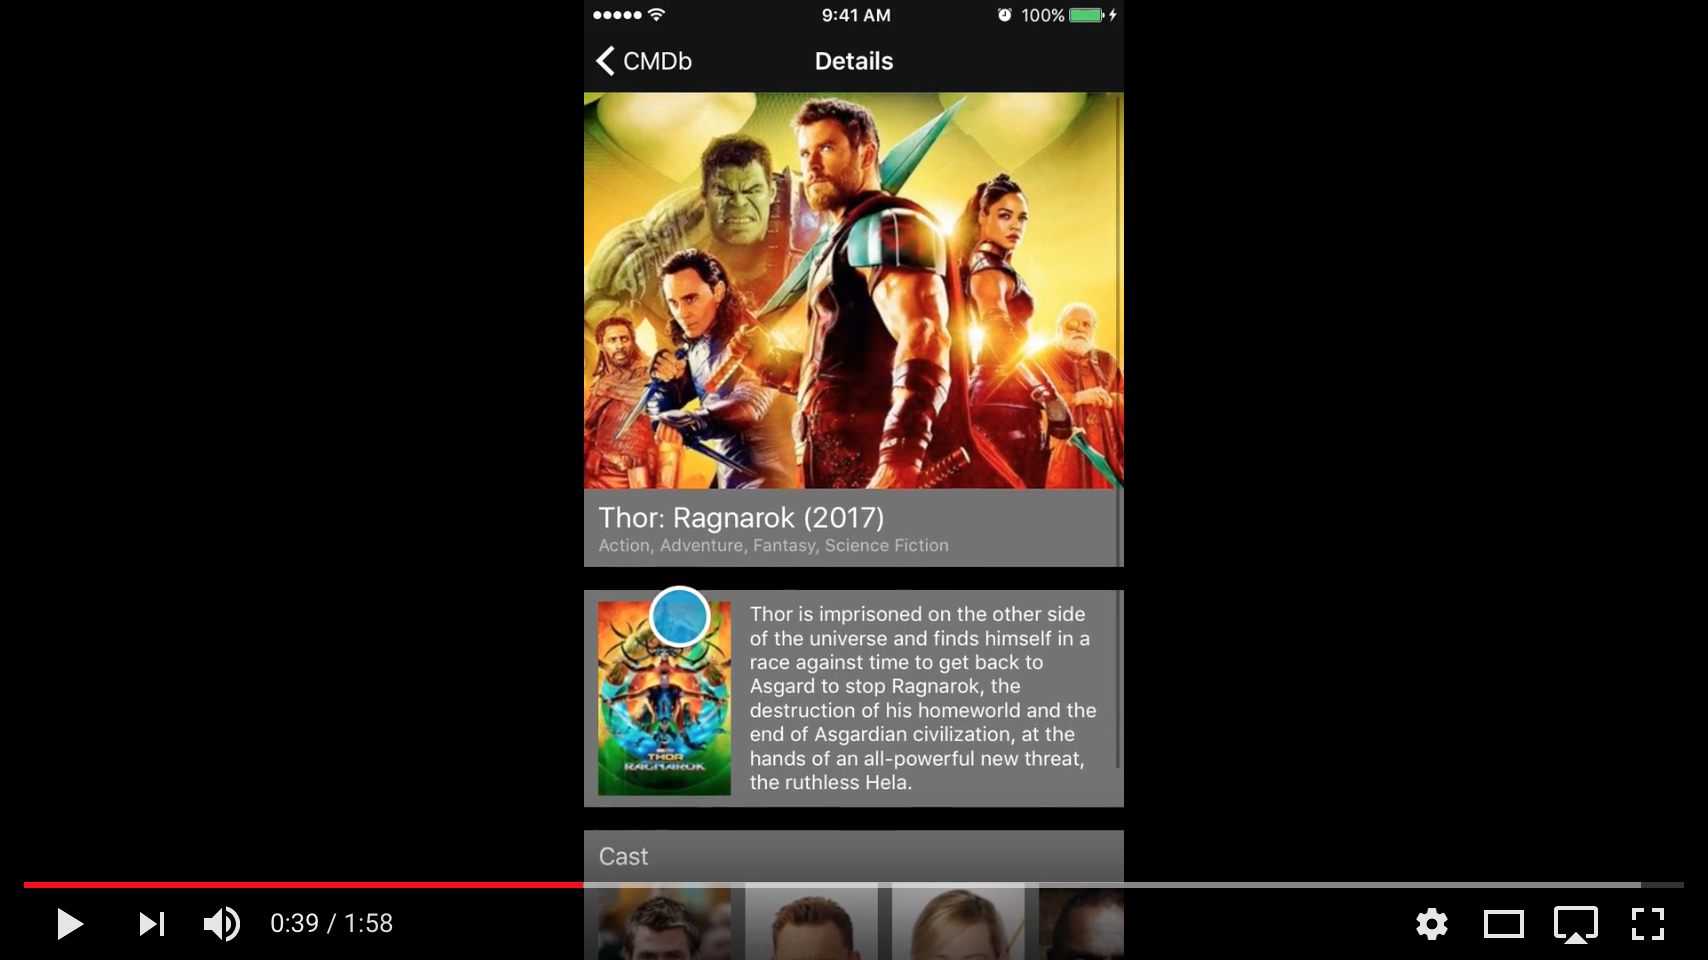 9:41 AM
100%
CMDb
Details
Thor: Ragnarok (2017)
Action, Adventure, Fantasy, Science Fiction
Thor is imprisoned on the other side
of the universe and finds himself in a
race against time to get back to
Asgard to stop Ragnarok, the
destruction of his homeworld and the
end of Asgardian civilization, at the
hands of an all-powerful new threat,
the ruthless Hela.
THOR
RAGNAROK
Cast
0:39 / 1:58